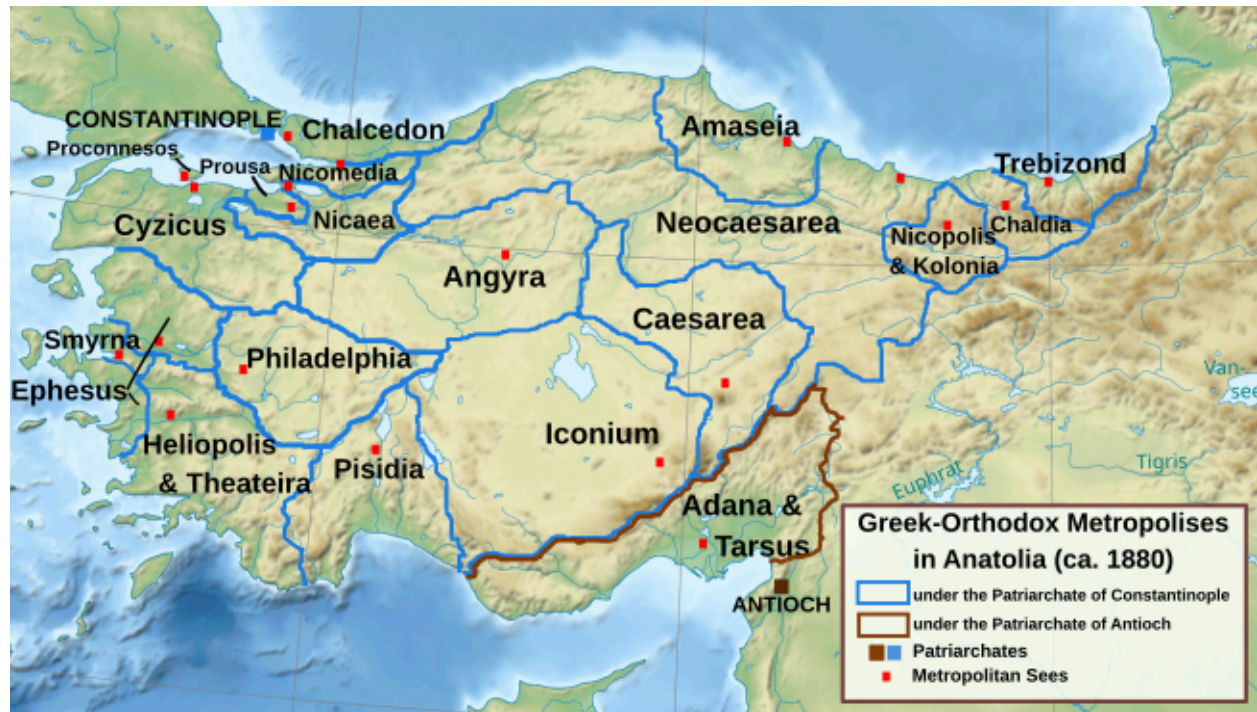 CONSTANTINOPLE
Chalcedon
Proconnesos
Prousa
Nicomedia
Cyzicus
Nicaea
Amaseia
Trebizond
Neocaesarea
Chaldia
Nicopolis
& Kolonia
Angyra
Caesarea
Smyrna
Philadelphia
Ephesus
Heliopolis
& Theateira
Pisidia
Iconium
Adana &
Tarsus
ANTIOCH
Van-
see
Tigris
Euphrat
Greek-Orthodox Metropolises
in Anatolia (ca. 1880)
under the Patriarchate of Constantinople
under the Patriarchate of Antioch
Patriarchates
Metropolitan Sees